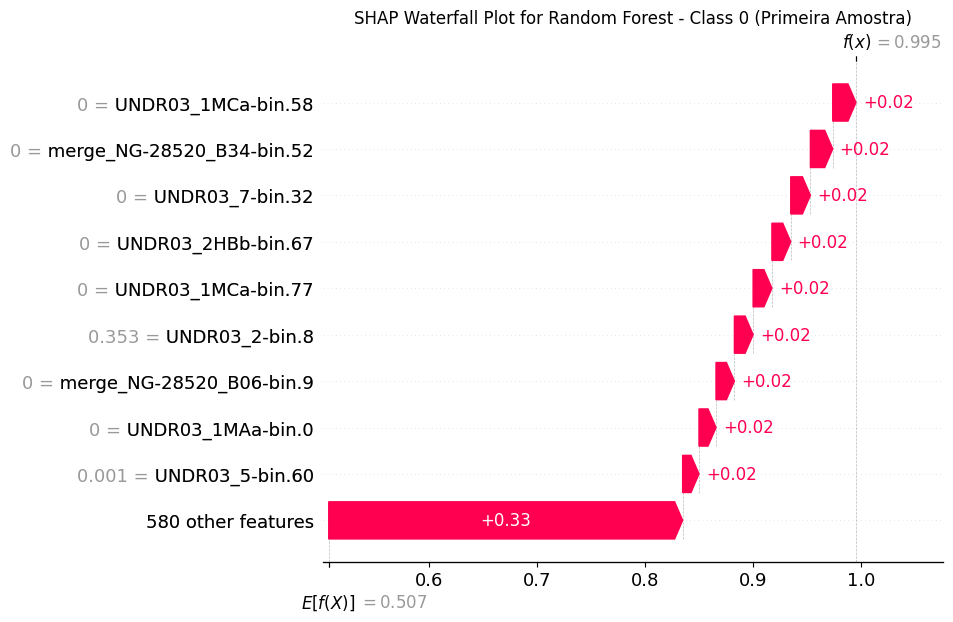 SHAP Waterfall Plot for Random Forest - Class 0 (Primeira Amostra)
f(x) = 0.995
0 = UNDR03_1MCa-bin.58 +0.02
0 = merge_NG-28520_B34-bin.52 +0.02
0 = UNDR03_7-bin.32 +0.02
0 = UNDR03_2HBb-bin.67 +0.02
0 = UNDR03_1MCa-bin.77 +0.02
0.353 = UNDR03_2-bin.8 +0.02
0 = merge_NG-28520_B06-bin.9 +0.02
0 = UNDR03_1MAa-bin.0 +0.02
0.001 = UNDR03_5-bin.60 +0.02
580 other features +0.33
0.6 0.7 0.8 0.9 1.0
E[f(X)] = 0.507